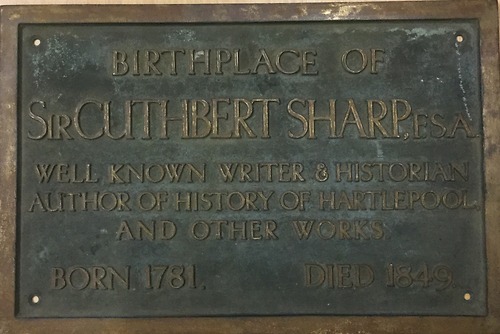 BIRTHPLACE OF
SIR CUTHBERT SHARP, F.S.A.
WELL KNOWN WRITER & HISTORIAN
AUTHOR OF HISTORY OF HARTLEPOOL
AND OTHER WORKS
BORN 1781. DIED 1849.